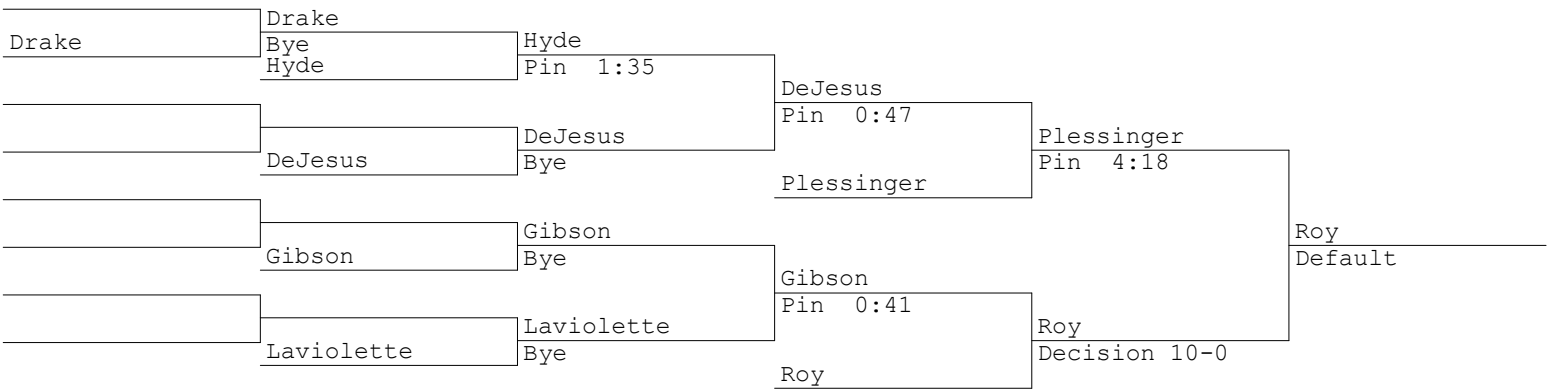 Drake
Drake
Bye
Hyde
Hyde
Pin 1:35
DeJesus
Pin 0:47
DeJesus
DeJesus
Bye
Plessinger
Plessinger
Pin 4:18
Gibson
Gibson
Bye
Gibson
Pin 0:41
Laviolette
Laviolette
Bye
Roy
Roy
Decision 10-0
Roy
Default